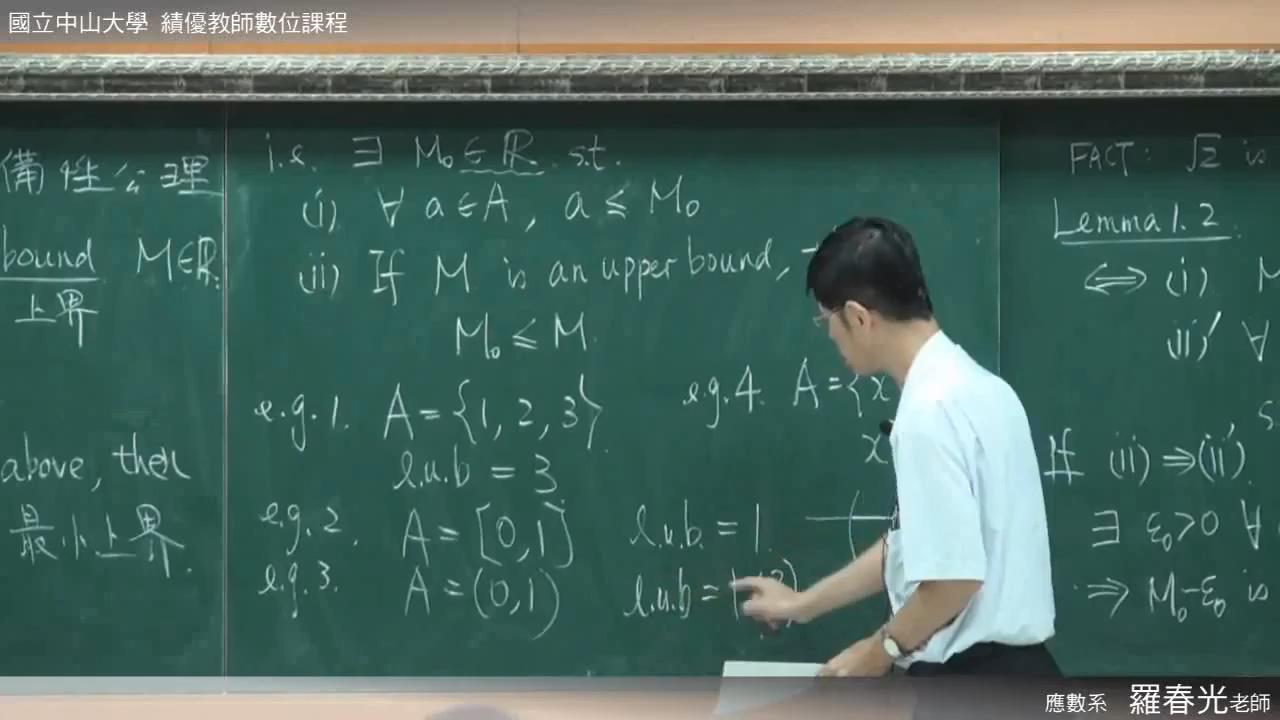 國立中山大學 績優教師數位課程
備性公理
bound M∈ℝ.
上界
above, then
最小上界.
i.e. ∃ M₀∈ℝ s.t.
(i) ∀ a∈A, a ≤ M₀
(ii) If M is an upper bound,
M₀ ≤ M.
e.g.1. A={1, 2, 3}.
l.u.b = 3
e.g.2. A=[0,1] l.u.b. = 1.
e.g.3. A=(0,1) l.u.b = 1 (?)
e.g.4. A={x
x
FACT: √2 is
Lemma 1.2.
⟺ (i) M
(ii)′ ∀
s
If (ii)⇒(ii′)
∃ ε₀>0 ∀
⇒ M₀-ε₀ is
應數系 羅春光老師